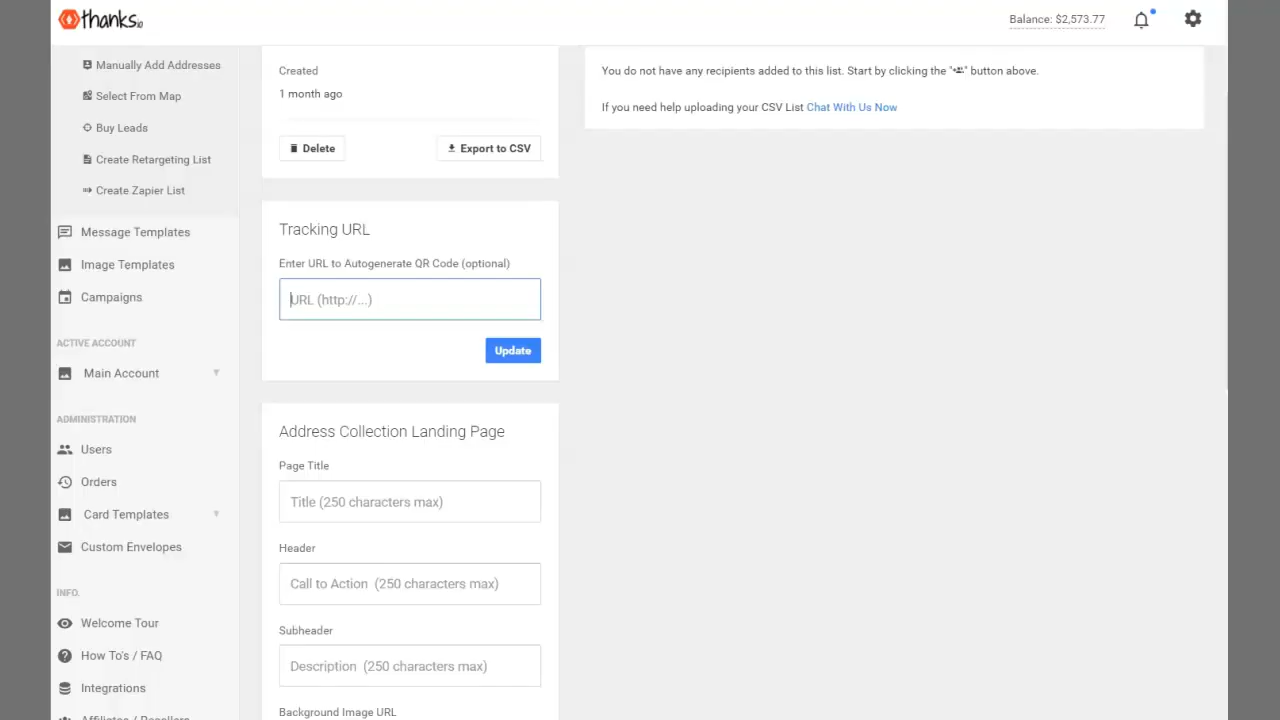 thanks.io
Balance: $2,573.77
Manually Add Addresses
Select From Map
Buy Leads
Create Retargeting List
Create Zapier List
Message Templates
Image Templates
Campaigns
ACTIVE ACCOUNT
Main Account
ADMINISTRATION
Users
Orders
Card Templates
Custom Envelopes
INFO.
Welcome Tour
How To's / FAQ
Integrations
Affiliates / Resellers
Created
1 month ago
Delete
Export to CSV
Tracking URL
Enter URL to Autogenerate QR Code (optional)
URL (http://...)
Update
Address Collection Landing Page
Page Title
Title (250 characters max)
Header
Call to Action (250 characters max)
Subheader
Description (250 characters max)
Background Image URL
You do not have any recipients added to this list. Start by clicking the "" button above.
If you need help uploading your CSV List Chat With Us Now